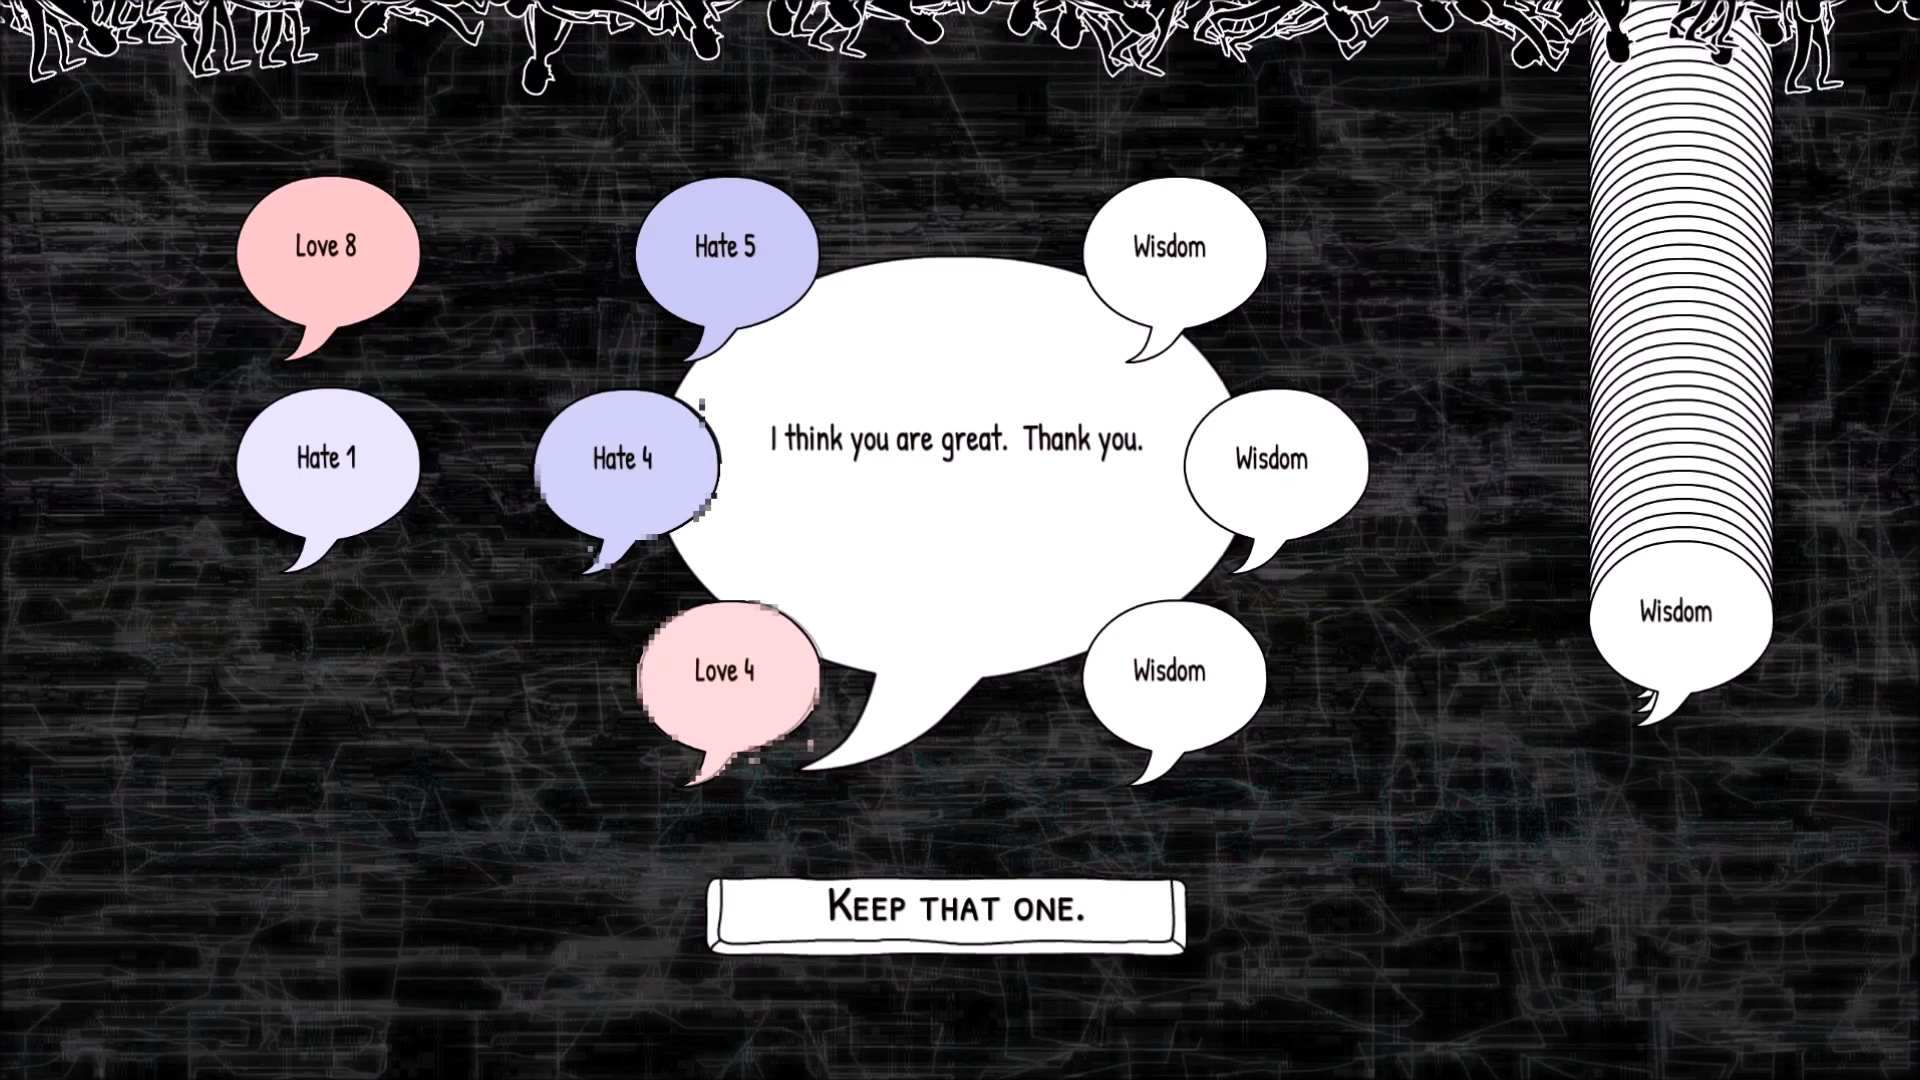 Love 8
Hate 5
Wisdom
I think you are great.  Thank you.
Hate 1
Hate 4
Wisdom
Wisdom
Love 4
Wisdom
Keep that one.